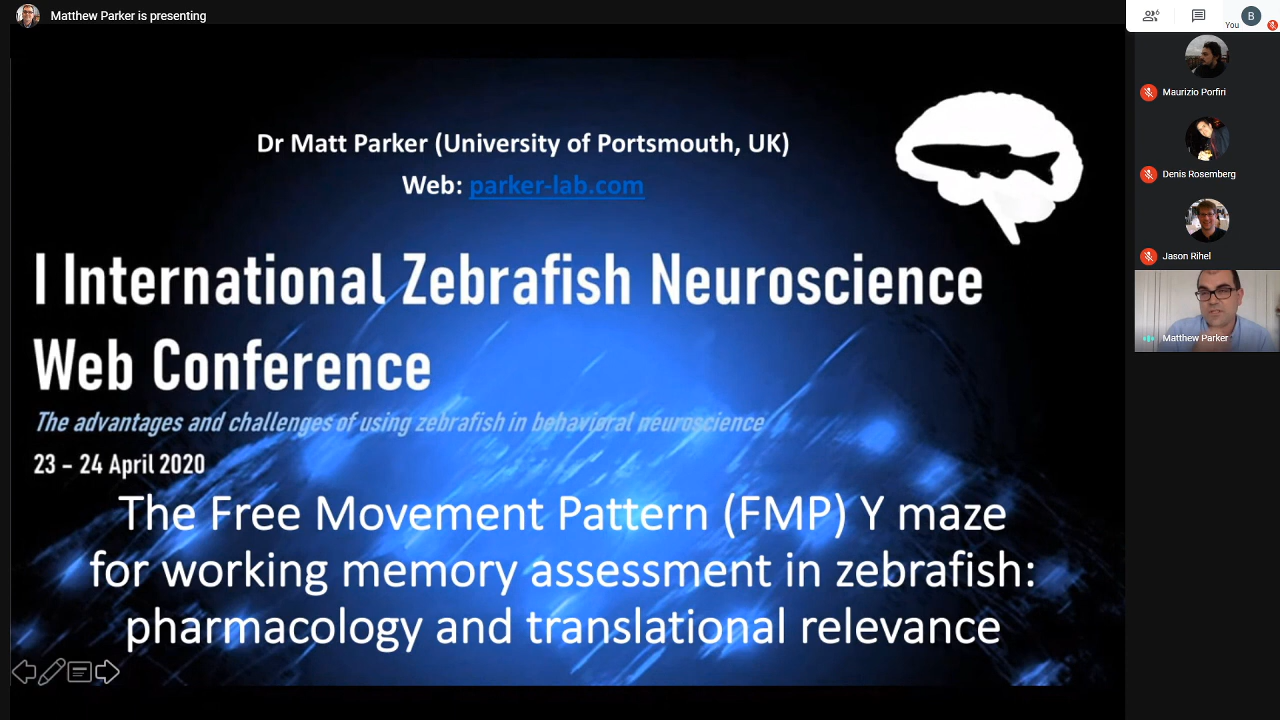 Matthew Parker is presenting
6
You
B
Maurizio Porfiri
Denis Rosemberg
Jason Rihel
Matthew Parker
Dr Matt Parker (University of Portsmouth, UK)
Web: parker-lab.com
I International Zebrafish Neuroscience
Web Conference
The advantages and challenges of using zebrafish in behavioral neuroscience
23 – 24 April 2020
The Free Movement Pattern (FMP) Y maze
for working memory assessment in zebrafish:
pharmacology and translational relevance